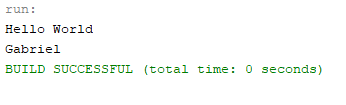 run:
Hello World
Gabriel
BUILD SUCCESSFUL (total time: 0 seconds)